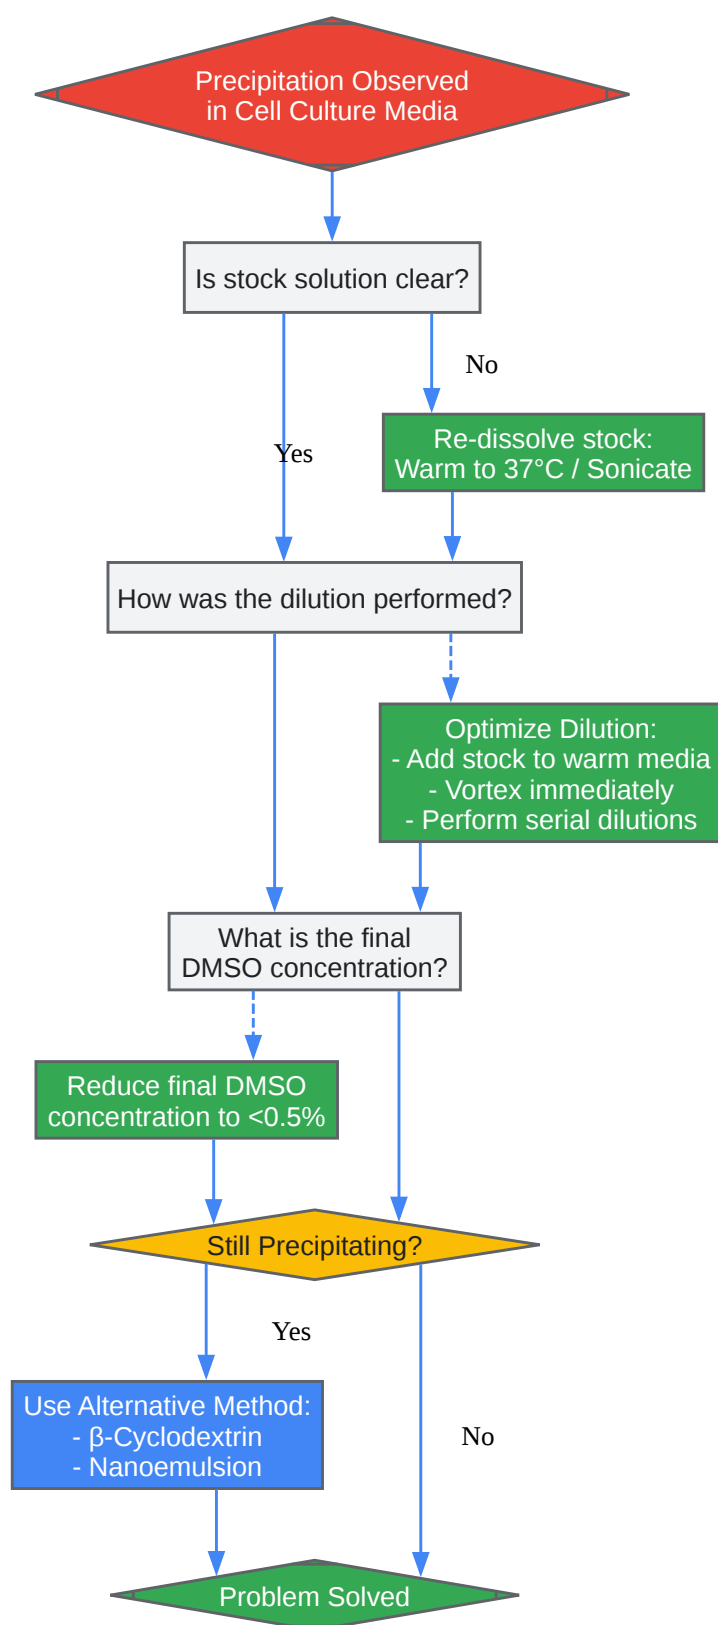 Precipitation Observed
in Cell Culture Media
Is stock solution clear?
No
Re-dissolve stock:
Warm to 37°C / Sonicate
Yes
How was the dilution performed?
Optimize Dilution:
- Add stock to warm media
- Vortex immediately
- Perform serial dilutions
What is the final
DMSO concentration?
Reduce final DMSO
concentration to <0.5%
Still Precipitating?
Yes
Use Alternative Method:
- β-Cyclodextrin
- Nanoemulsion
No
Problem Solved